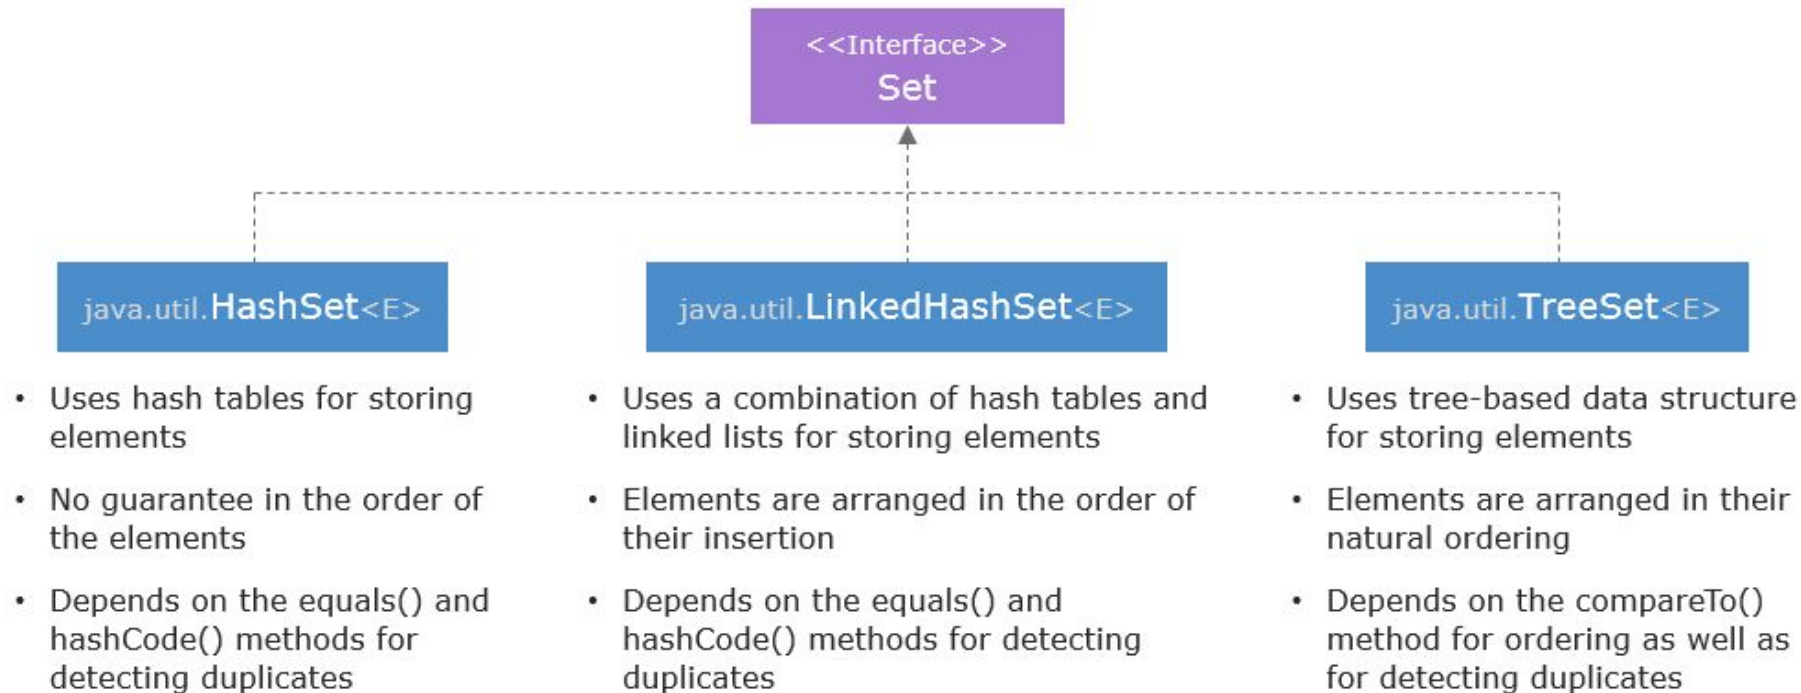 <<Interface>>
Set
java.util.HashSet<E>
java.util.LinkedHashSet<E>
java.util.TreeSet<E>
• Uses hash tables for storing
elements
• No guarantee in the order of
the elements
• Depends on the equals() and
hashCode() methods for
detecting duplicates
• Uses a combination of hash tables and
linked lists for storing elements
• Elements are arranged in the order of
their insertion
• Depends on the equals() and
hashCode() methods for detecting
duplicates
• Uses tree-based data structure
for storing elements
• Elements are arranged in their
natural ordering
• Depends on the compareTo()
method for ordering as well as
for detecting duplicates